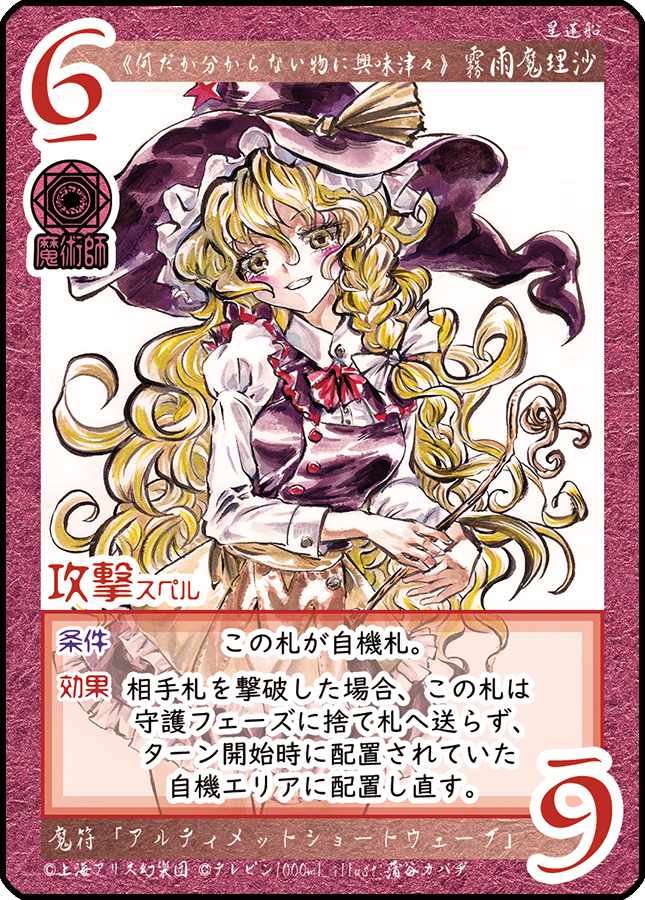 星蓮船
6
《何だか分からない物に興味津々》 霧雨魔理沙
魔術師
攻撃スペル
条件 この札が自機札。
効果 相手札を撃破した場合、この札は
守護フェーズに捨て札へ送らず、
ターン開始時に配置されていた
自機エリアに配置し直す。
6
魔符「アルティメットショートウェーブ」
©上海アリス幻樂団 ©テレピン1000ml illust:蒲谷カバヂ